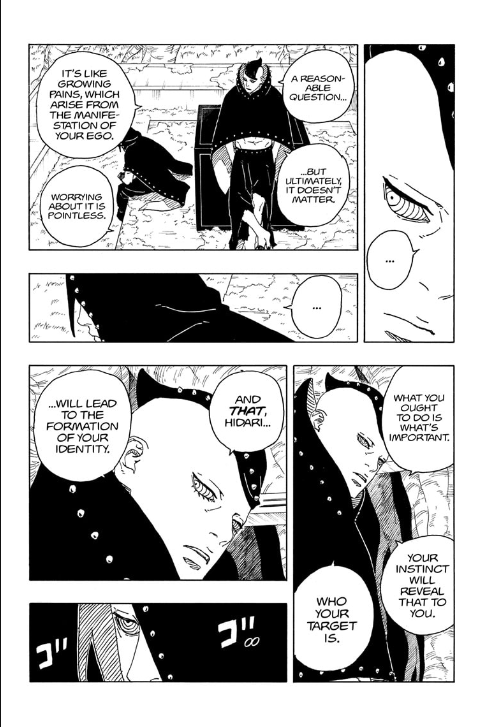 A REASON-
ABLE
QUESTION...
...BUT
ULTIMATELY,
IT DOESN'T
MATTER.
IT'S LIKE
GROWING
PAINS, WHICH
ARISE FROM
THE MANIFE-
STATION OF
YOUR EGO.
WORRYING
ABOUT IT IS
POINTLESS.
...
...
WHAT YOU
OUGHT
TO DO IS
WHAT'S
IMPORTANT.
YOUR
INSTINCT
WILL
REVEAL
THAT TO
YOU.
WHO
YOUR
TARGET
IS.
AND
THAT,
HIDARI...
...WILL LEAD
TO THE
FORMATION
OF YOUR
IDENTITY.
ゴ
ゴ